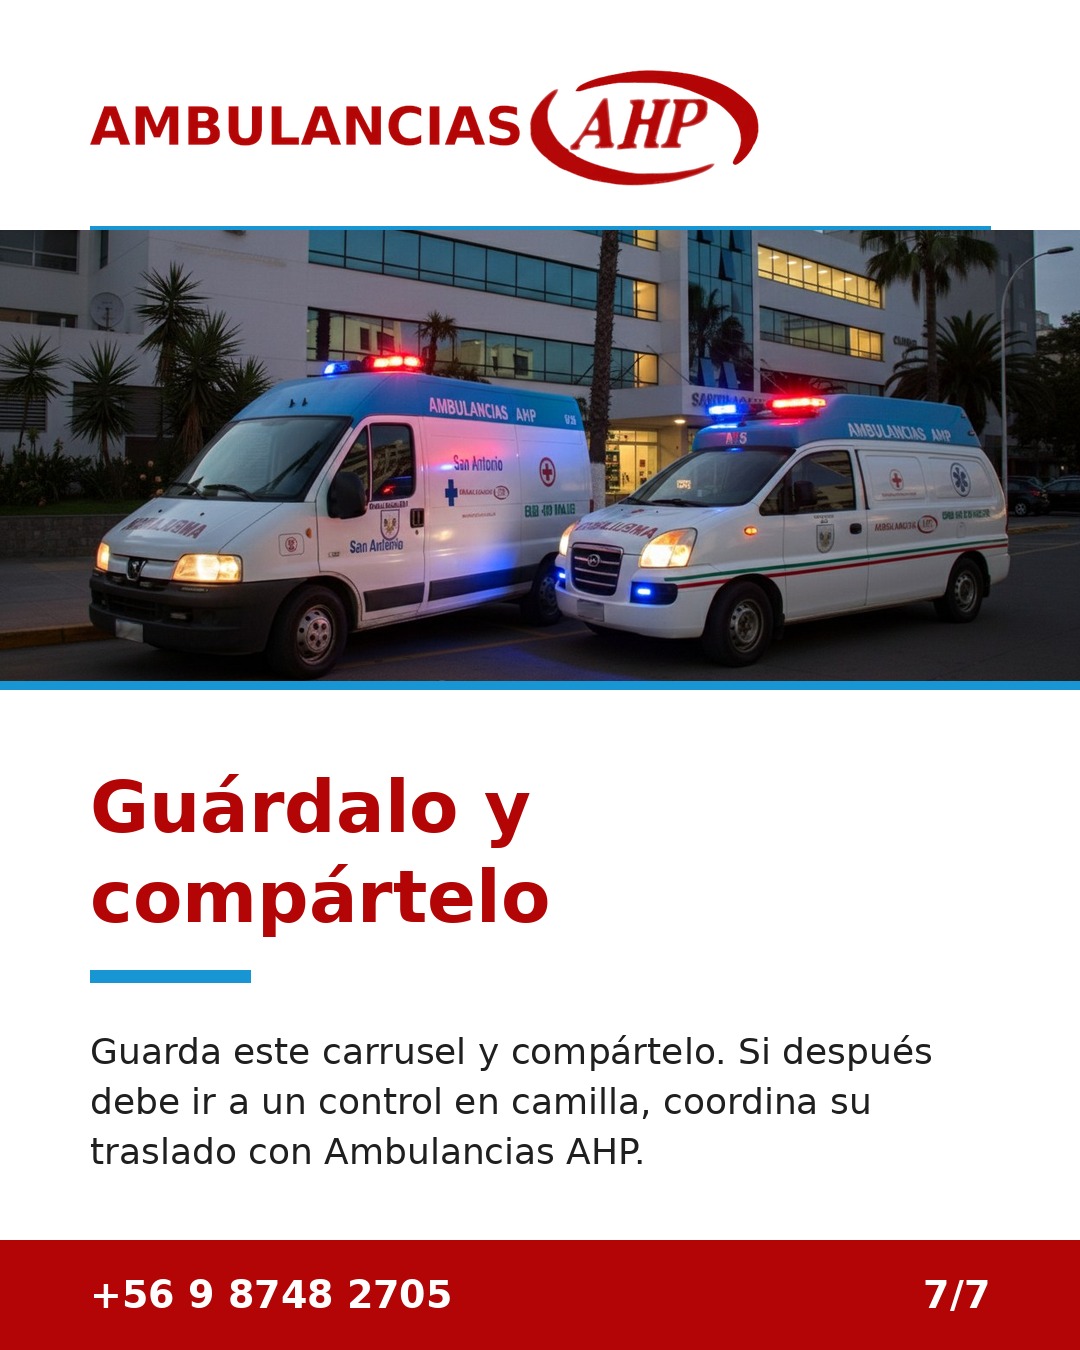 AMBULANCIAS AHP
AMBULANCIAS AHP
San Antonio
San Antonio
AMBULANCIAS AHP
Guárdalo y
compártelo
Guarda este carrusel y compártelo. Si después
debe ir a un control en camilla, coordina su
traslado con Ambulancias AHP.
+56 9 8748 2705
7/7